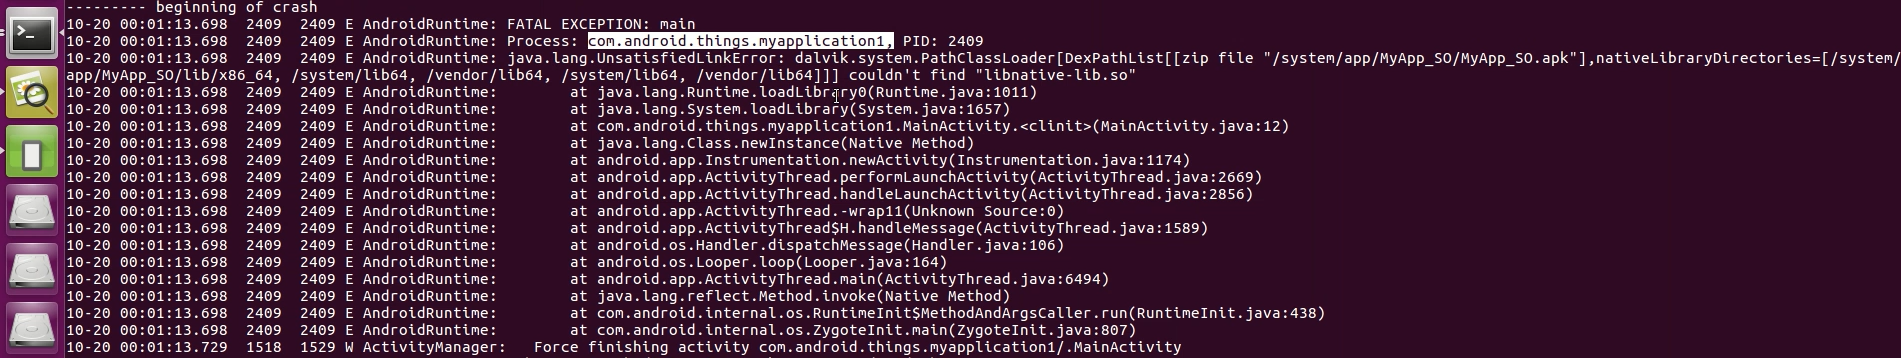 --------- beginning of crash
10-20 00:01:13.698  2409  2409 E AndroidRuntime: FATAL EXCEPTION: main
10-20 00:01:13.698  2409  2409 E AndroidRuntime: Process: com.android.things.myapplication1, PID: 2409
10-20 00:01:13.698  2409  2409 E AndroidRuntime: java.lang.UnsatisfiedLinkError: dalvik.system.PathClassLoader[DexPathList[[zip file "/system/app/MyApp_SO/MyApp_SO.apk"],nativeLibraryDirectories=[/system/
app/MyApp_SO/lib/x86_64, /system/lib64, /vendor/lib64, /system/lib64, /vendor/lib64]]] couldn't find "libnative-lib.so"
10-20 00:01:13.698  2409  2409 E AndroidRuntime:        at java.lang.Runtime.loadLibrary0(Runtime.java:1011)
10-20 00:01:13.698  2409  2409 E AndroidRuntime:        at java.lang.System.loadLibrary(System.java:1657)
10-20 00:01:13.698  2409  2409 E AndroidRuntime:        at com.android.things.myapplication1.MainActivity.<clinit>(MainActivity.java:12)
10-20 00:01:13.698  2409  2409 E AndroidRuntime:        at java.lang.Class.newInstance(Native Method)
10-20 00:01:13.698  2409  2409 E AndroidRuntime:        at android.app.Instrumentation.newActivity(Instrumentation.java:1174)
10-20 00:01:13.698  2409  2409 E AndroidRuntime:        at android.app.ActivityThread.performLaunchActivity(ActivityThread.java:2669)
10-20 00:01:13.698  2409  2409 E AndroidRuntime:        at android.app.ActivityThread.handleLaunchActivity(ActivityThread.java:2856)
10-20 00:01:13.698  2409  2409 E AndroidRuntime:        at android.app.ActivityThread.-wrap11(Unknown Source:0)
10-20 00:01:13.698  2409  2409 E AndroidRuntime:        at android.app.ActivityThread$H.handleMessage(ActivityThread.java:1589)
10-20 00:01:13.698  2409  2409 E AndroidRuntime:        at android.os.Handler.dispatchMessage(Handler.java:106)
10-20 00:01:13.698  2409  2409 E AndroidRuntime:        at android.os.Looper.loop(Looper.java:164)
10-20 00:01:13.698  2409  2409 E AndroidRuntime:        at android.app.ActivityThread.main(ActivityThread.java:6494)
10-20 00:01:13.698  2409  2409 E AndroidRuntime:        at java.lang.reflect.Method.invoke(Native Method)
10-20 00:01:13.698  2409  2409 E AndroidRuntime:        at com.android.internal.os.RuntimeInit$MethodAndArgsCaller.run(RuntimeInit.java:438)
10-20 00:01:13.698  2409  2409 E AndroidRuntime:        at com.android.internal.os.ZygoteInit.main(ZygoteInit.java:807)
10-20 00:01:13.729  1518  1529 W ActivityManager:   Force finishing activity com.android.things.myapplication1/.MainActivity